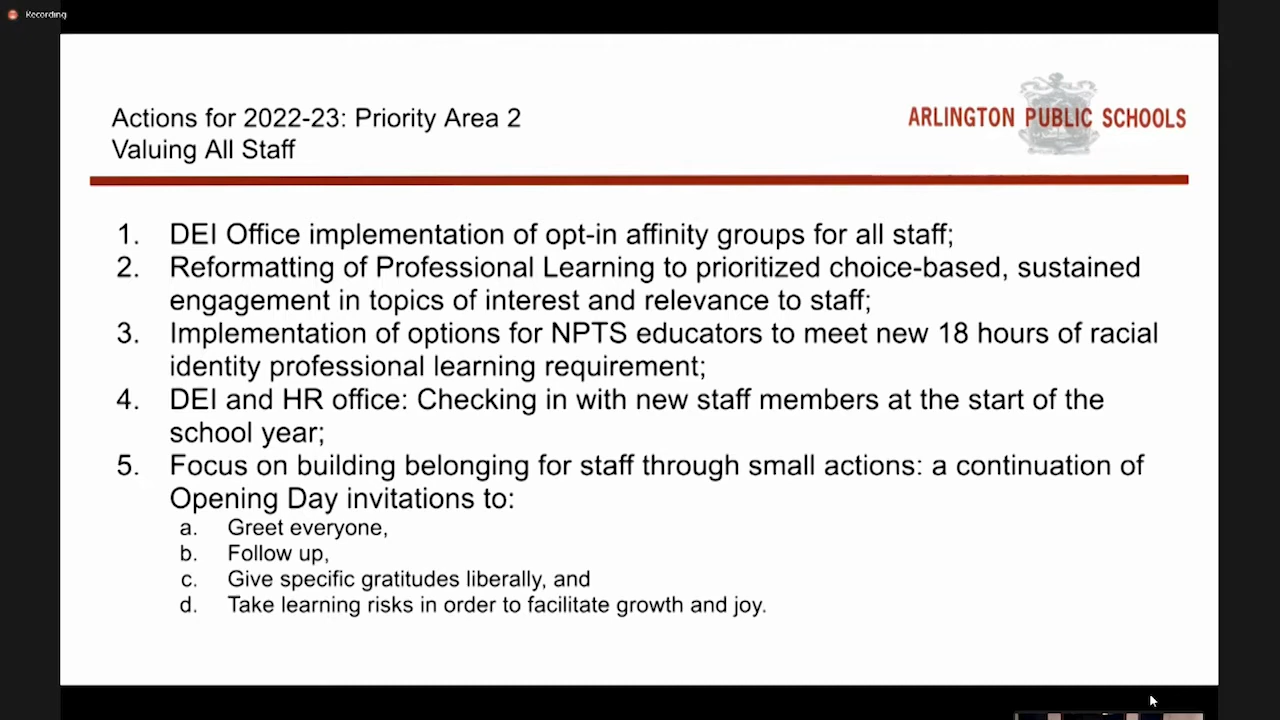 Recording
Actions for 2022-23: Priority Area 2
Valuing All Staff
ARLINGTON PUBLIC SCHOOLS
1. DEI Office implementation of opt-in affinity groups for all staff;
2. Reformatting of Professional Learning to prioritized choice-based, sustained
engagement in topics of interest and relevance to staff;
3. Implementation of options for NPTS educators to meet new 18 hours of racial
identity professional learning requirement;
4. DEI and HR office: Checking in with new staff members at the start of the
school year;
5. Focus on building belonging for staff through small actions: a continuation of
Opening Day invitations to:
a. Greet everyone,
b. Follow up,
c. Give specific gratitudes liberally, and
d. Take learning risks in order to facilitate growth and joy.